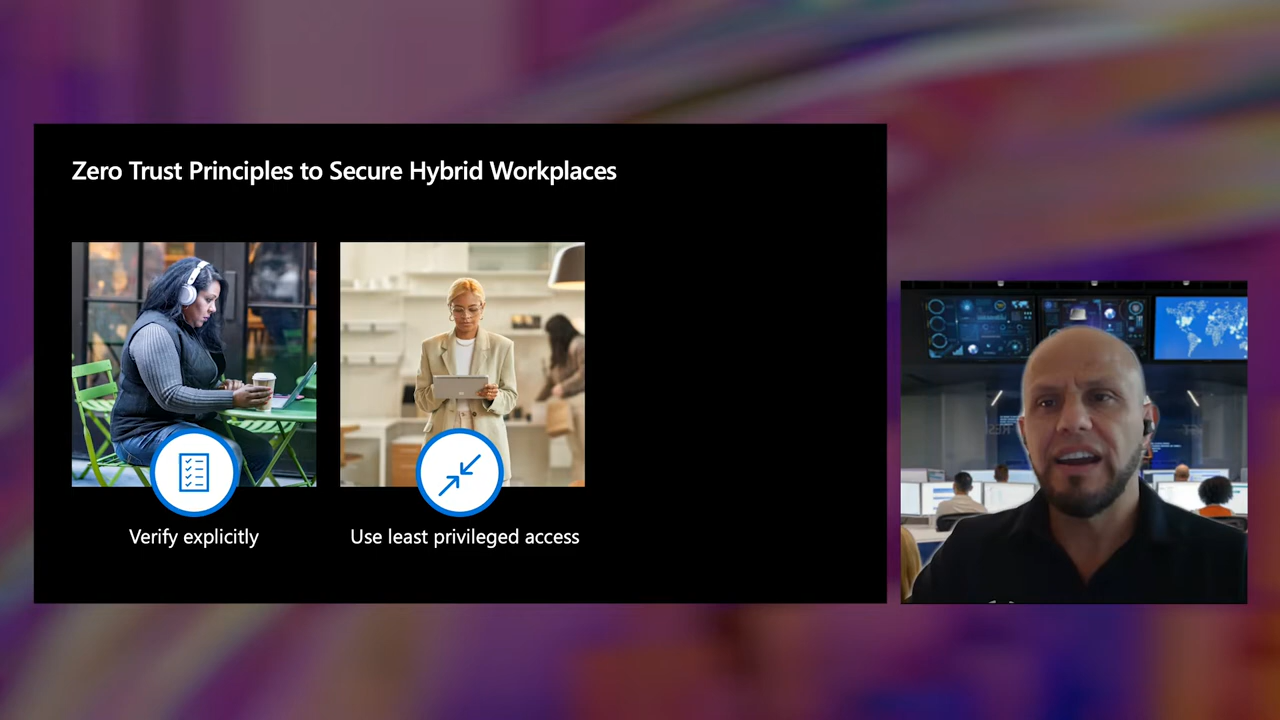 Zero Trust Principles to Secure Hybrid Workplaces
Verify explicitly
Use least privileged access